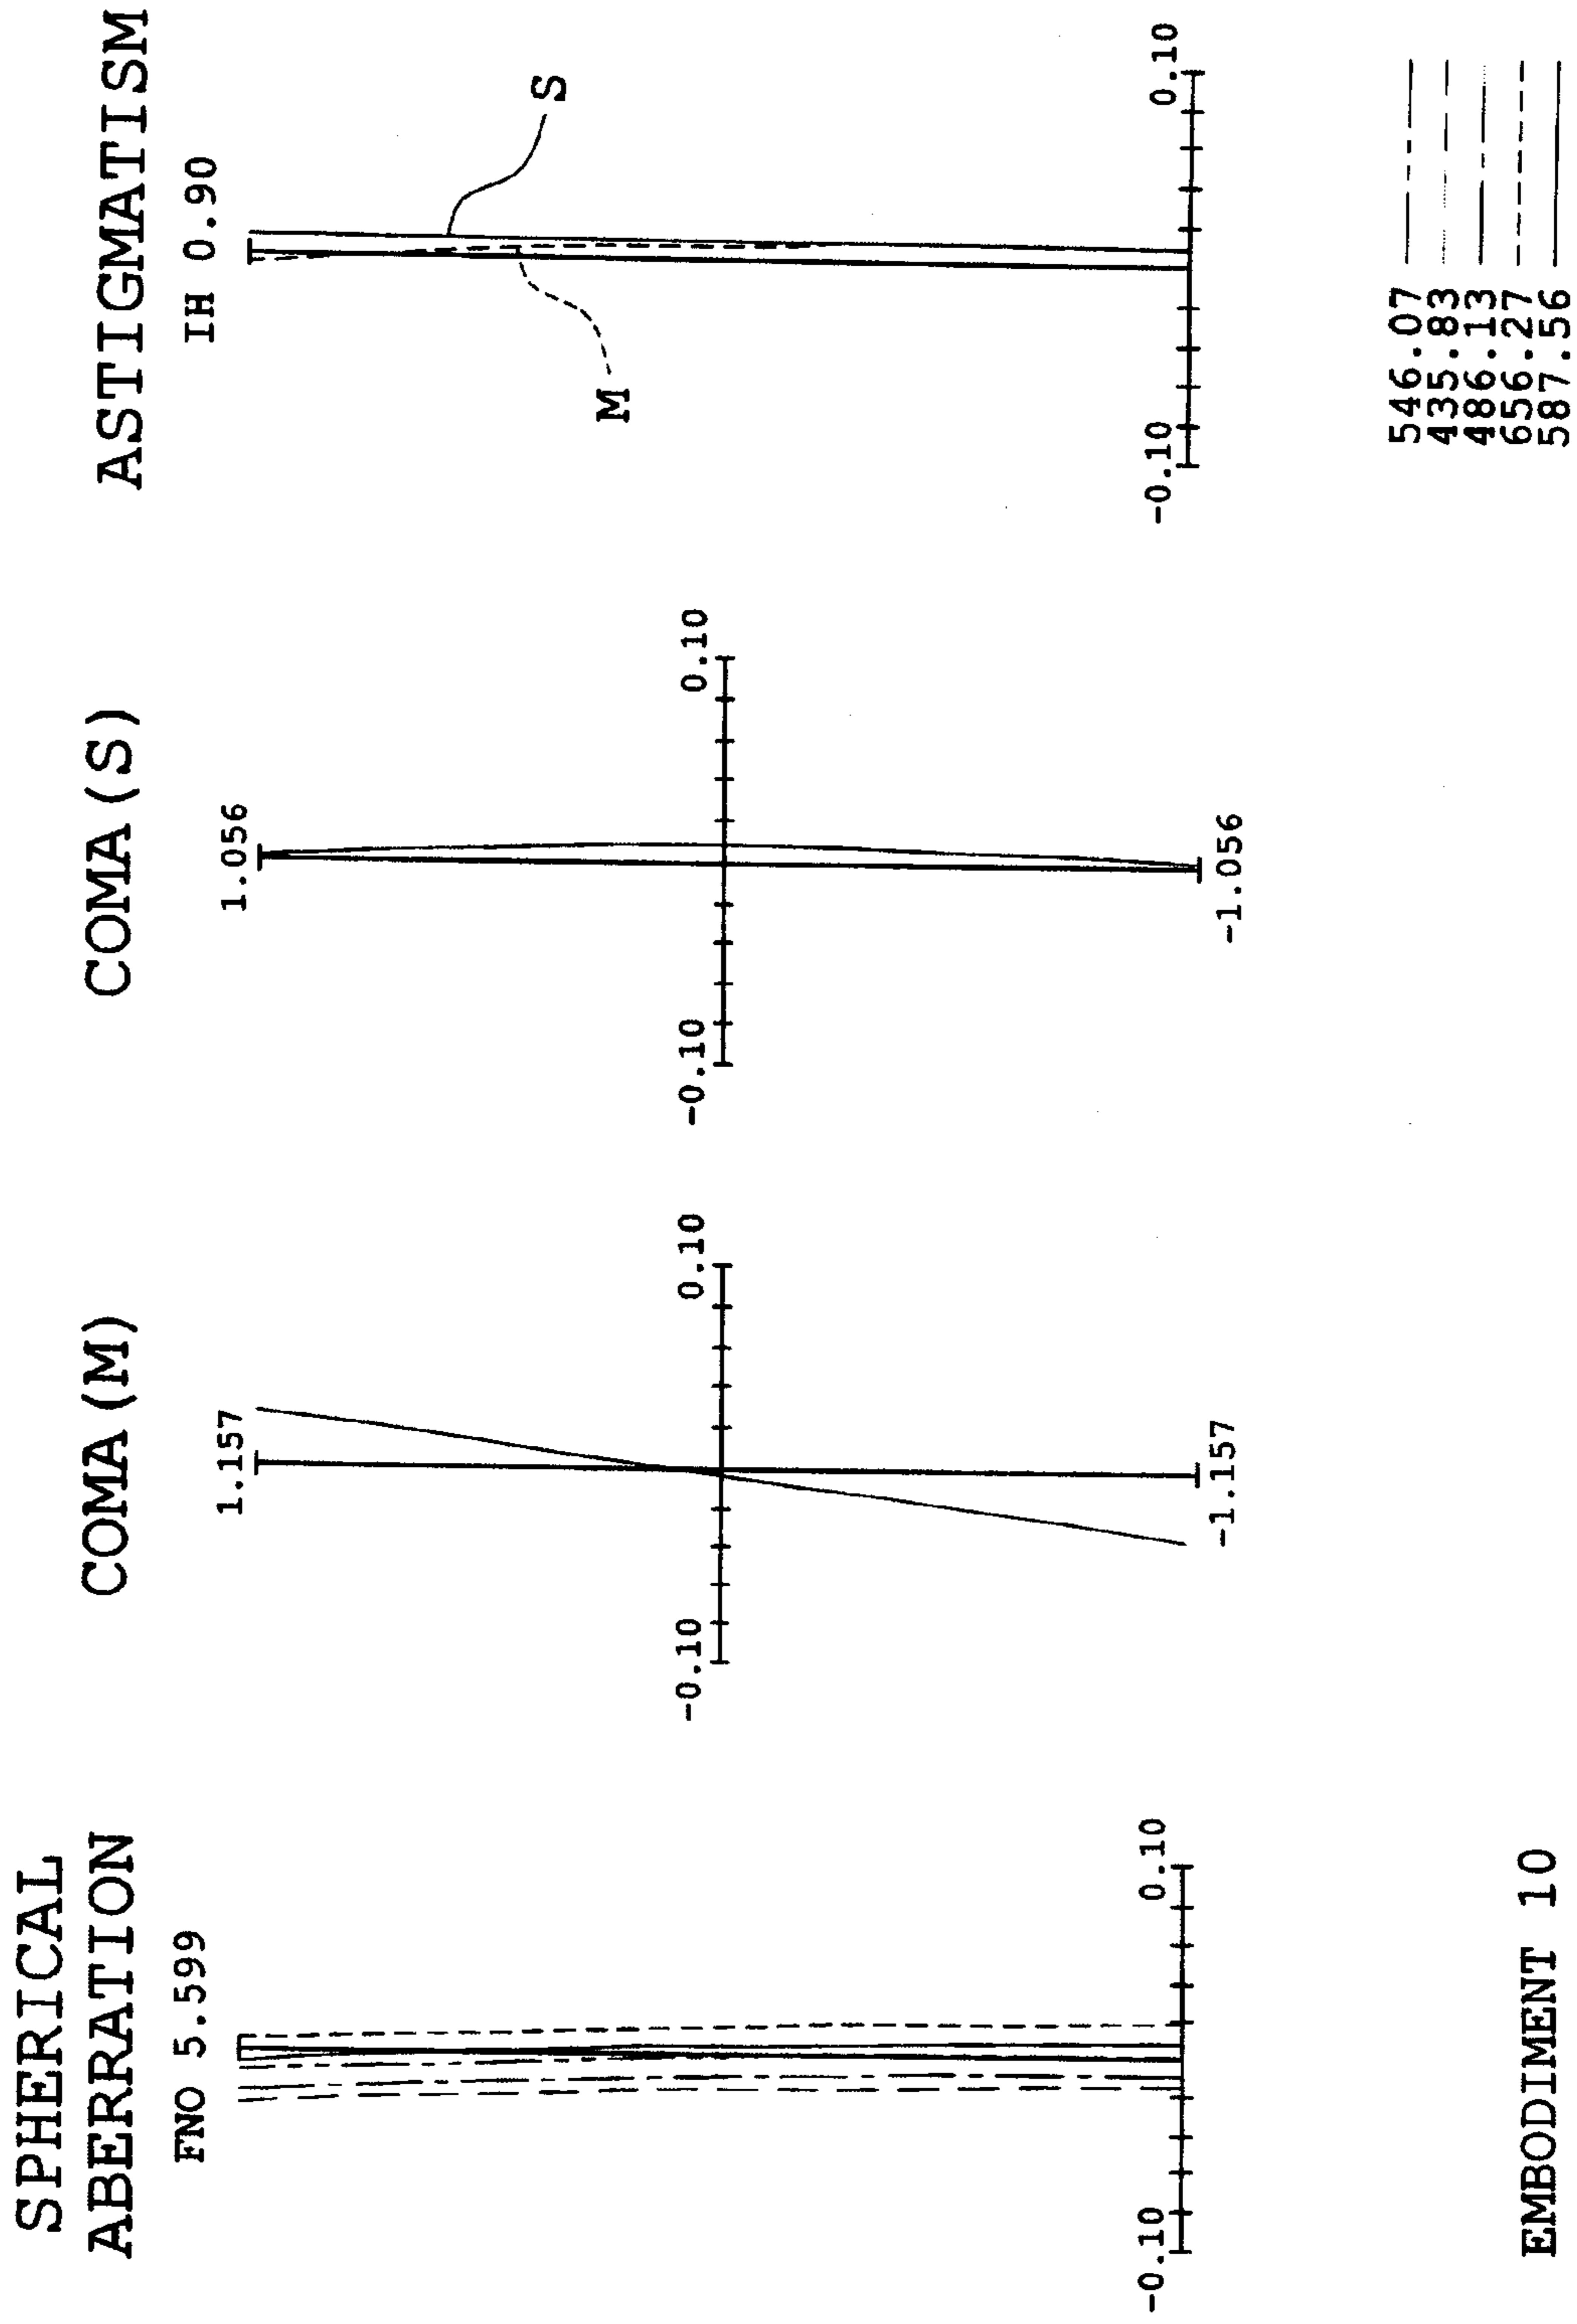 SPHERICAL
ABERRATION
FNO 5.599
-0.10
0.10
COMA (M)
1.157
-0.10
0.10
-1.157
COMA (S)
1.056
-0.10
0.10
-1.056
ASTIGMATISM
IH 0.90
S
M
-0.10
0.10
546.07
435.83
486.13
656.27
587.56
EMBODIMENT 10